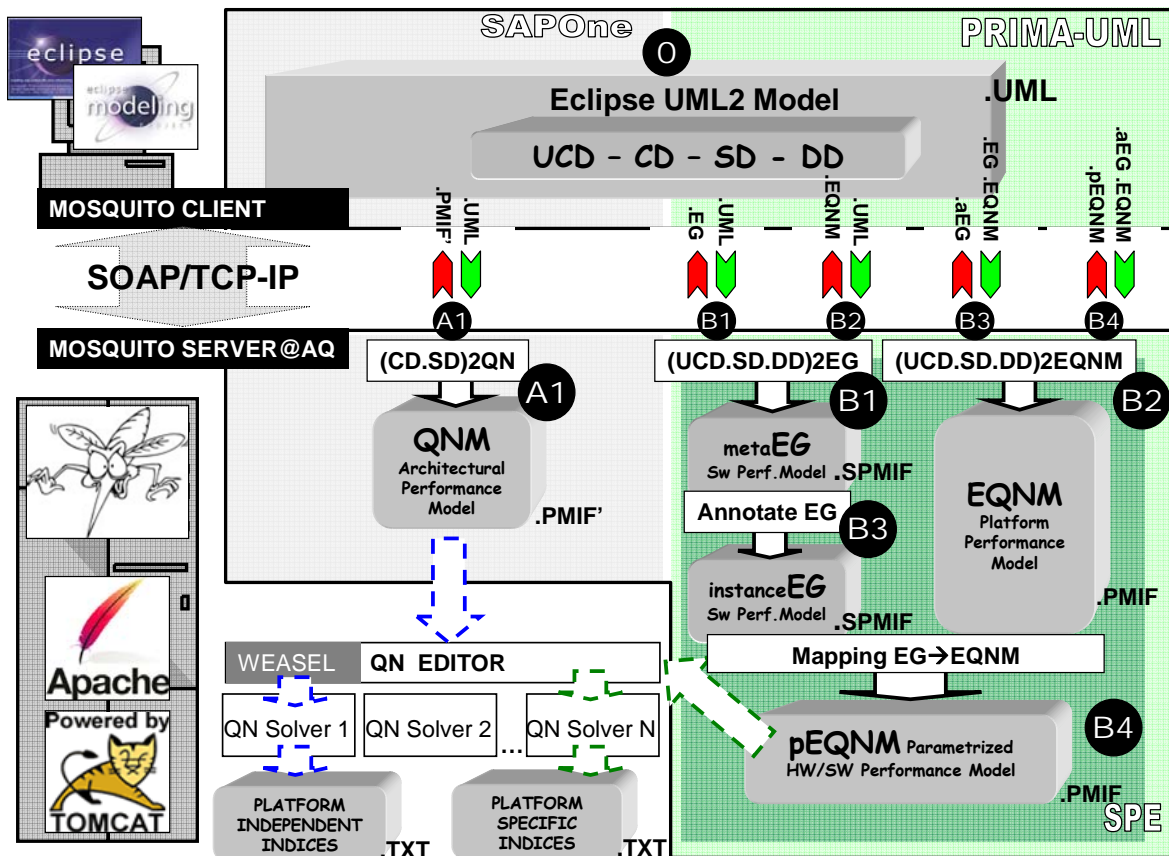 SAPOne
PRIMA-UML
eclipse
eclipse
modeling
PROJECT
0
Eclipse UML2 Model
.UML
UCD - CD - SD - DD
MOSQUITO CLIENT
.PMIF'
.UML
.EG
.UML
.EQNM
.UML
.aEG
.EG .EQNM
.pEQNM
.aEG .EQNM
SOAP/TCP-IP
A1
B1
B2
B3
B4
MOSQUITO SERVER@AQ
(CD.SD)2QN
(UCD.SD.DD)2EG
(UCD.SD.DD)2EQNM
A1
B1
B2
QNM
Architectural
Performance
Model
.PMIF'
metaEG
Sw Perf.Model
.SPMIF
Annotate EG
B3
instanceEG
Sw Perf.Model
.SPMIF
EQNM
Platform
Performance
Model
.PMIF
Mapping EG→EQNM
WEASEL
QN EDITOR
QN Solver 1
QN Solver 2
...
QN Solver N
pEQNM Parametrized
HW/SW Performance Model
B4
.PMIF
SPE
PLATFORM
INDEPENDENT
INDICES
.TXT
PLATFORM
SPECIFIC
INDICES
.TXT
Apache
Powered by
TOMCAT